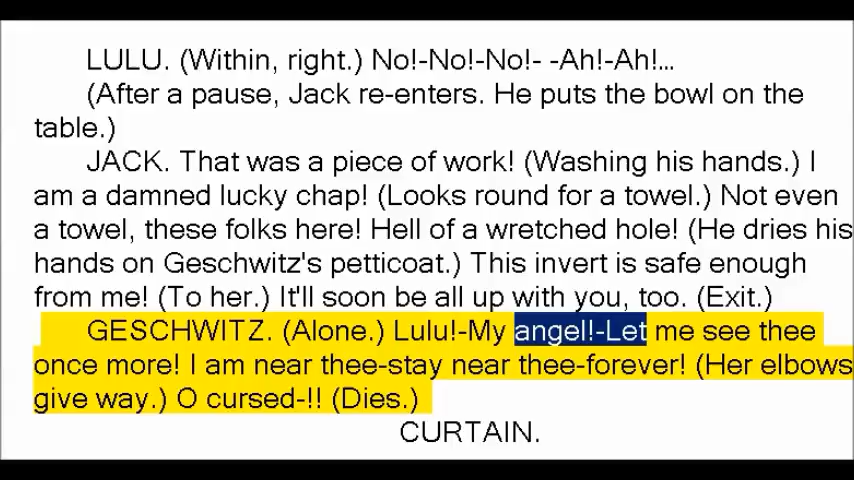 LULU. (Within, right.) No!-No!-No!- -Ah!-Ah!...
(After a pause, Jack re-enters. He puts the bowl on the
table.)
JACK. That was a piece of work! (Washing his hands.) I
am a damned lucky chap! (Looks round for a towel.) Not even
a towel, these folks here! Hell of a wretched hole! (He dries his
hands on Geschwitz's petticoat.) This invert is safe enough
from me! (To her.) It'll soon be all up with you, too. (Exit.)
GESCHWITZ. (Alone.) Lulu!-My angel!-Let me see thee
once more! I am near thee-stay near thee-forever! (Her elbows
give way.) O cursed-!! (Dies.)
CURTAIN.